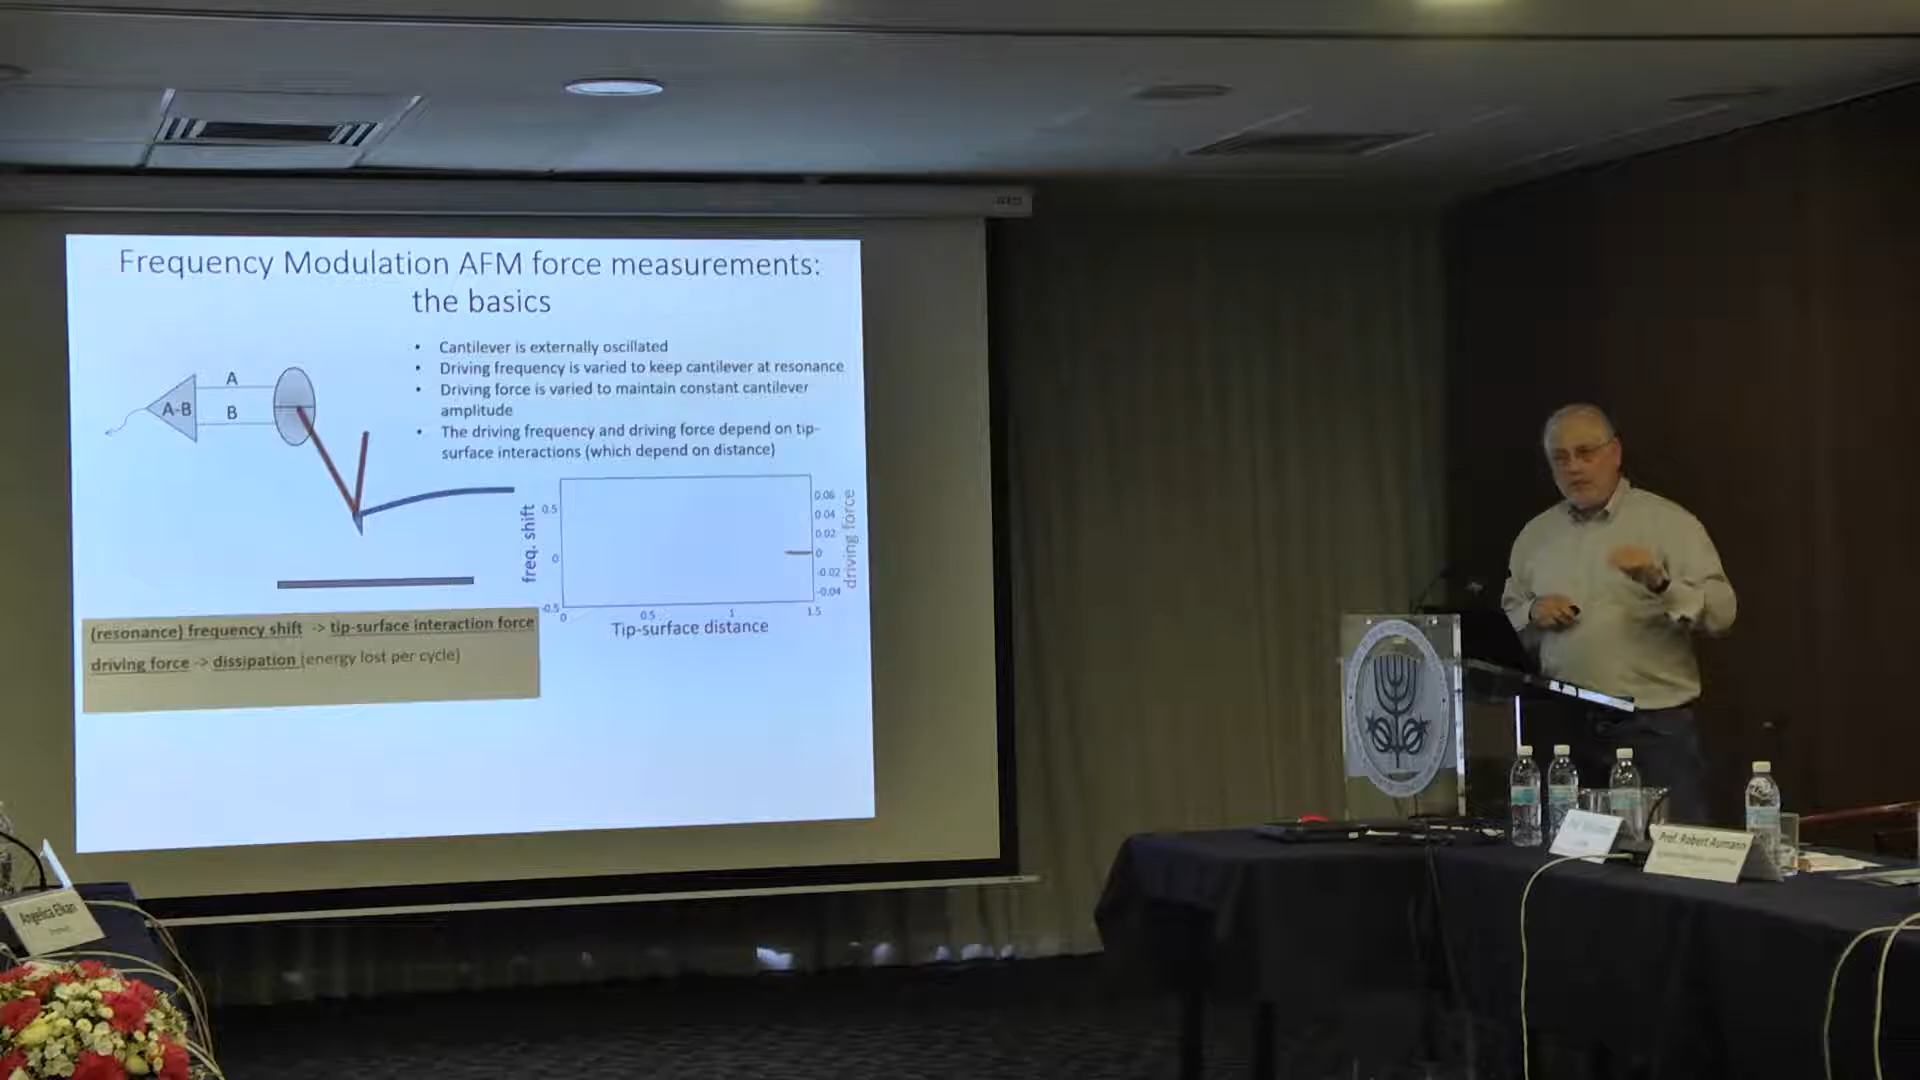 Frequency Modulation AFM force measurements:
the basics
• Cantilever is externally oscillated
• Driving frequency is varied to keep cantilever at resonance
• Driving force is varied to maintain constant cantilever
amplitude
• The driving frequency and driving force depend on tip-
surface interactions (which depend on distance)
A
A-B
B
freq. shift
0.5
0
-0.5
0
0.5
1
1.5
Tip-surface distance
0.06
0.04
0.02
0
-0.02
-0.04
driving force
(resonance) frequency shift -> tip-surface interaction force
driving force -> dissipation (energy lost per cycle)
Angelica Elkan
Prof. Robert Aumann